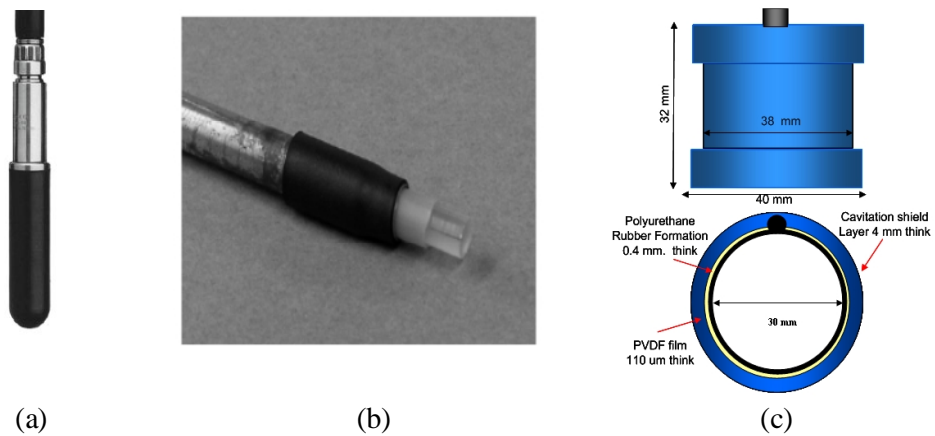 32 mm
38 mm
40 mm
Polyurethane
Rubber Formation
0.4 mm. think
Cavitation shield
Layer 4 mm think
30 mm
PVDF film
110 um think
(a)
(b)
(c)